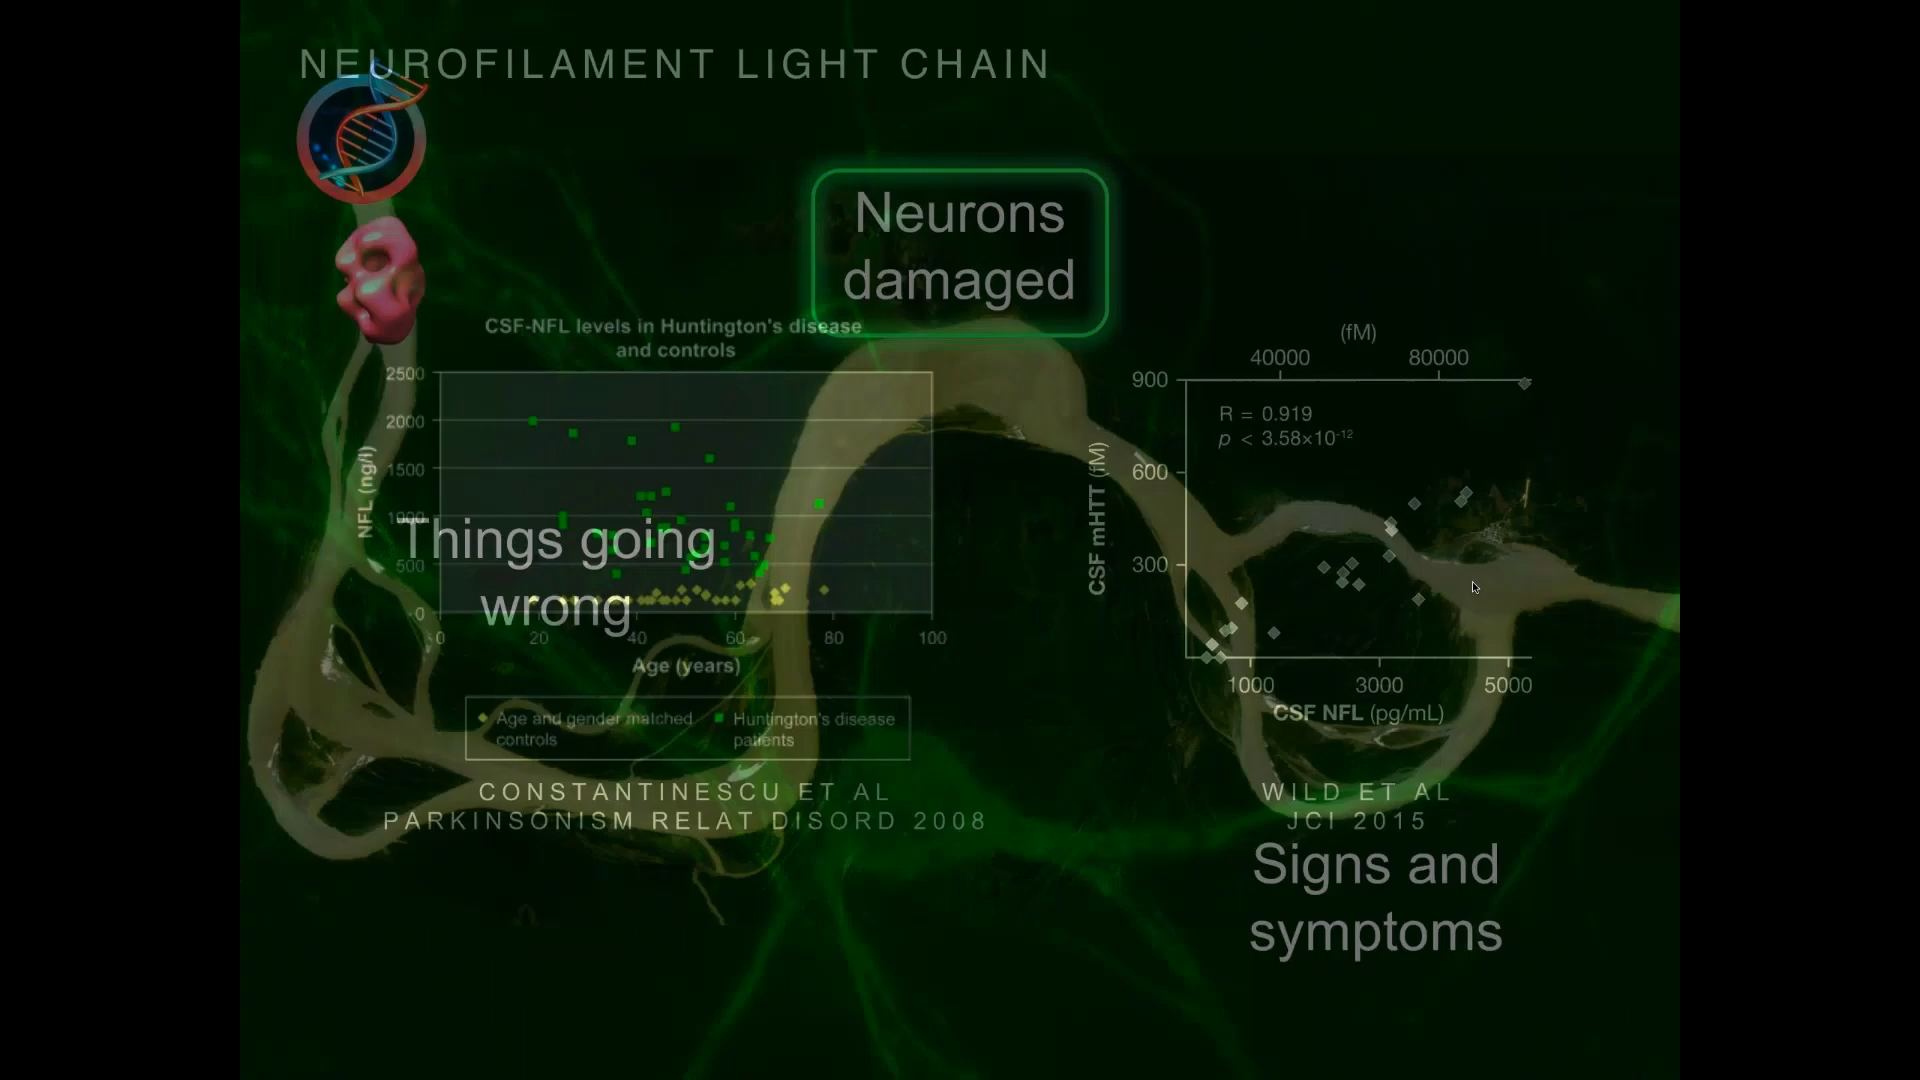 NEUROFILAMENT LIGHT CHAIN
Neurons
damaged
CSF-NFL levels in Huntington's disease
and controls
NFL (ng/l)
2500
2000
1500
1000
500
0
0 20 40 60 80 100
Age (years)
Age and gender matched
controls
Huntington's disease
patients
Things going
wrong
CONSTANTINESCU ET AL
PARKINSONISM RELAT DISORD 2008
(fM)
40000 80000
R = 0.919
p < 3.58×10-12
CSF mHTT (fM)
900
600
300
1000 3000 5000
CSF NFL (pg/mL)
WILD ET AL
JCI 2015
Signs and
symptoms